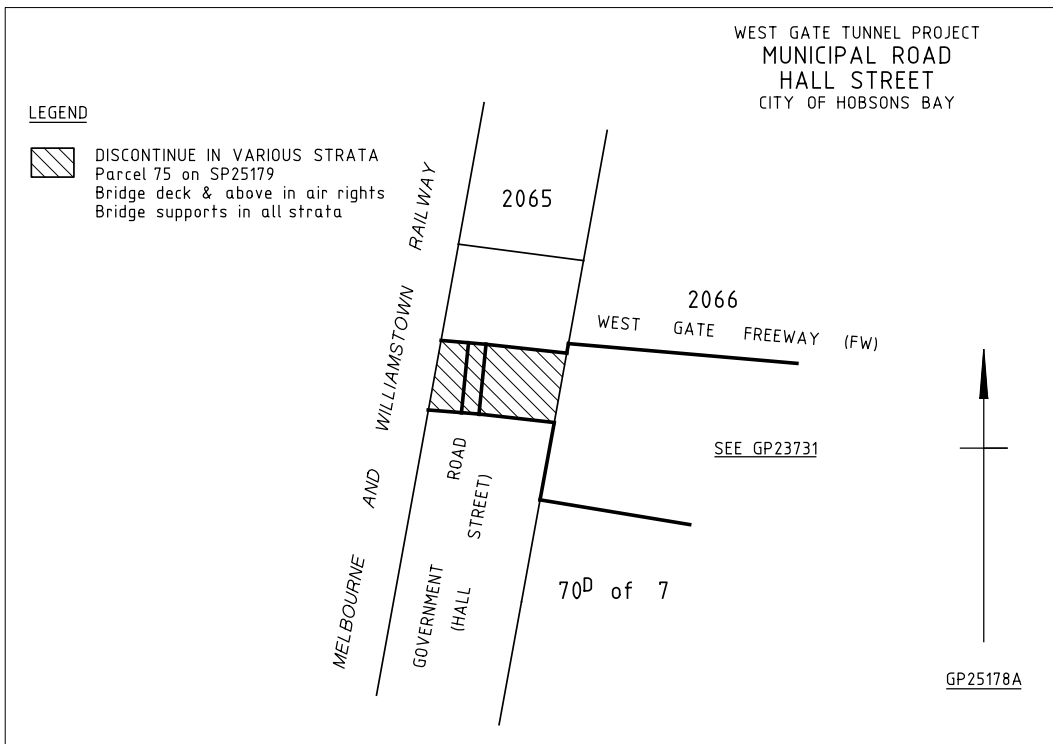 WEST GATE TUNNEL PROJECT
MUNICIPAL ROAD
HALL STREET
CITY OF HOBSONS BAY
LEGEND
DISCONTINUE IN VARIOUS STRATA
Parcel 75 on SP25179
Bridge deck & above in air rights
Bridge supports in all strata
MELBOURNE AND WILLIAMSTOWN RAILWAY
2065
2066
WEST GATE FREEWAY (FW)
SEE GP23731
GOVERNMENT ROAD
(HALL STREET)
70D of 7
GP25178A